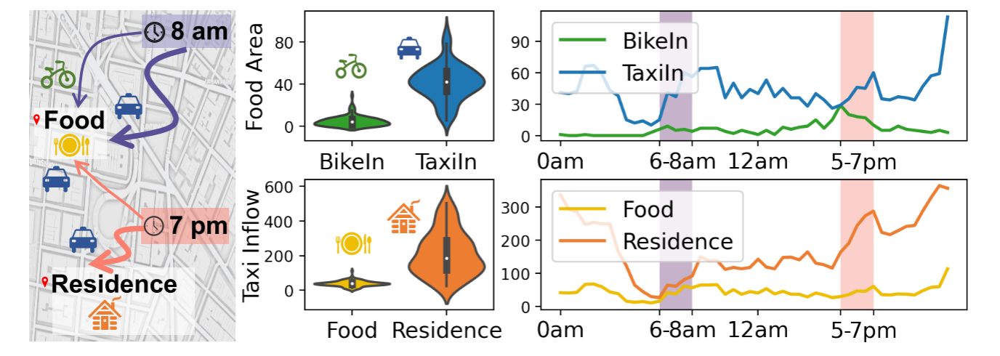 8 am
Food
7 pm
Residence
Food Area
80
40
0
BikeIn TaxiIn
90
60
30
0
BikeIn
TaxiIn
0am 6-8am 12am 5-7pm
Taxi Inflow
600
400
200
0
Food Residence
300
200
100
0
Food
Residence
0am 6-8am 12am 5-7pm